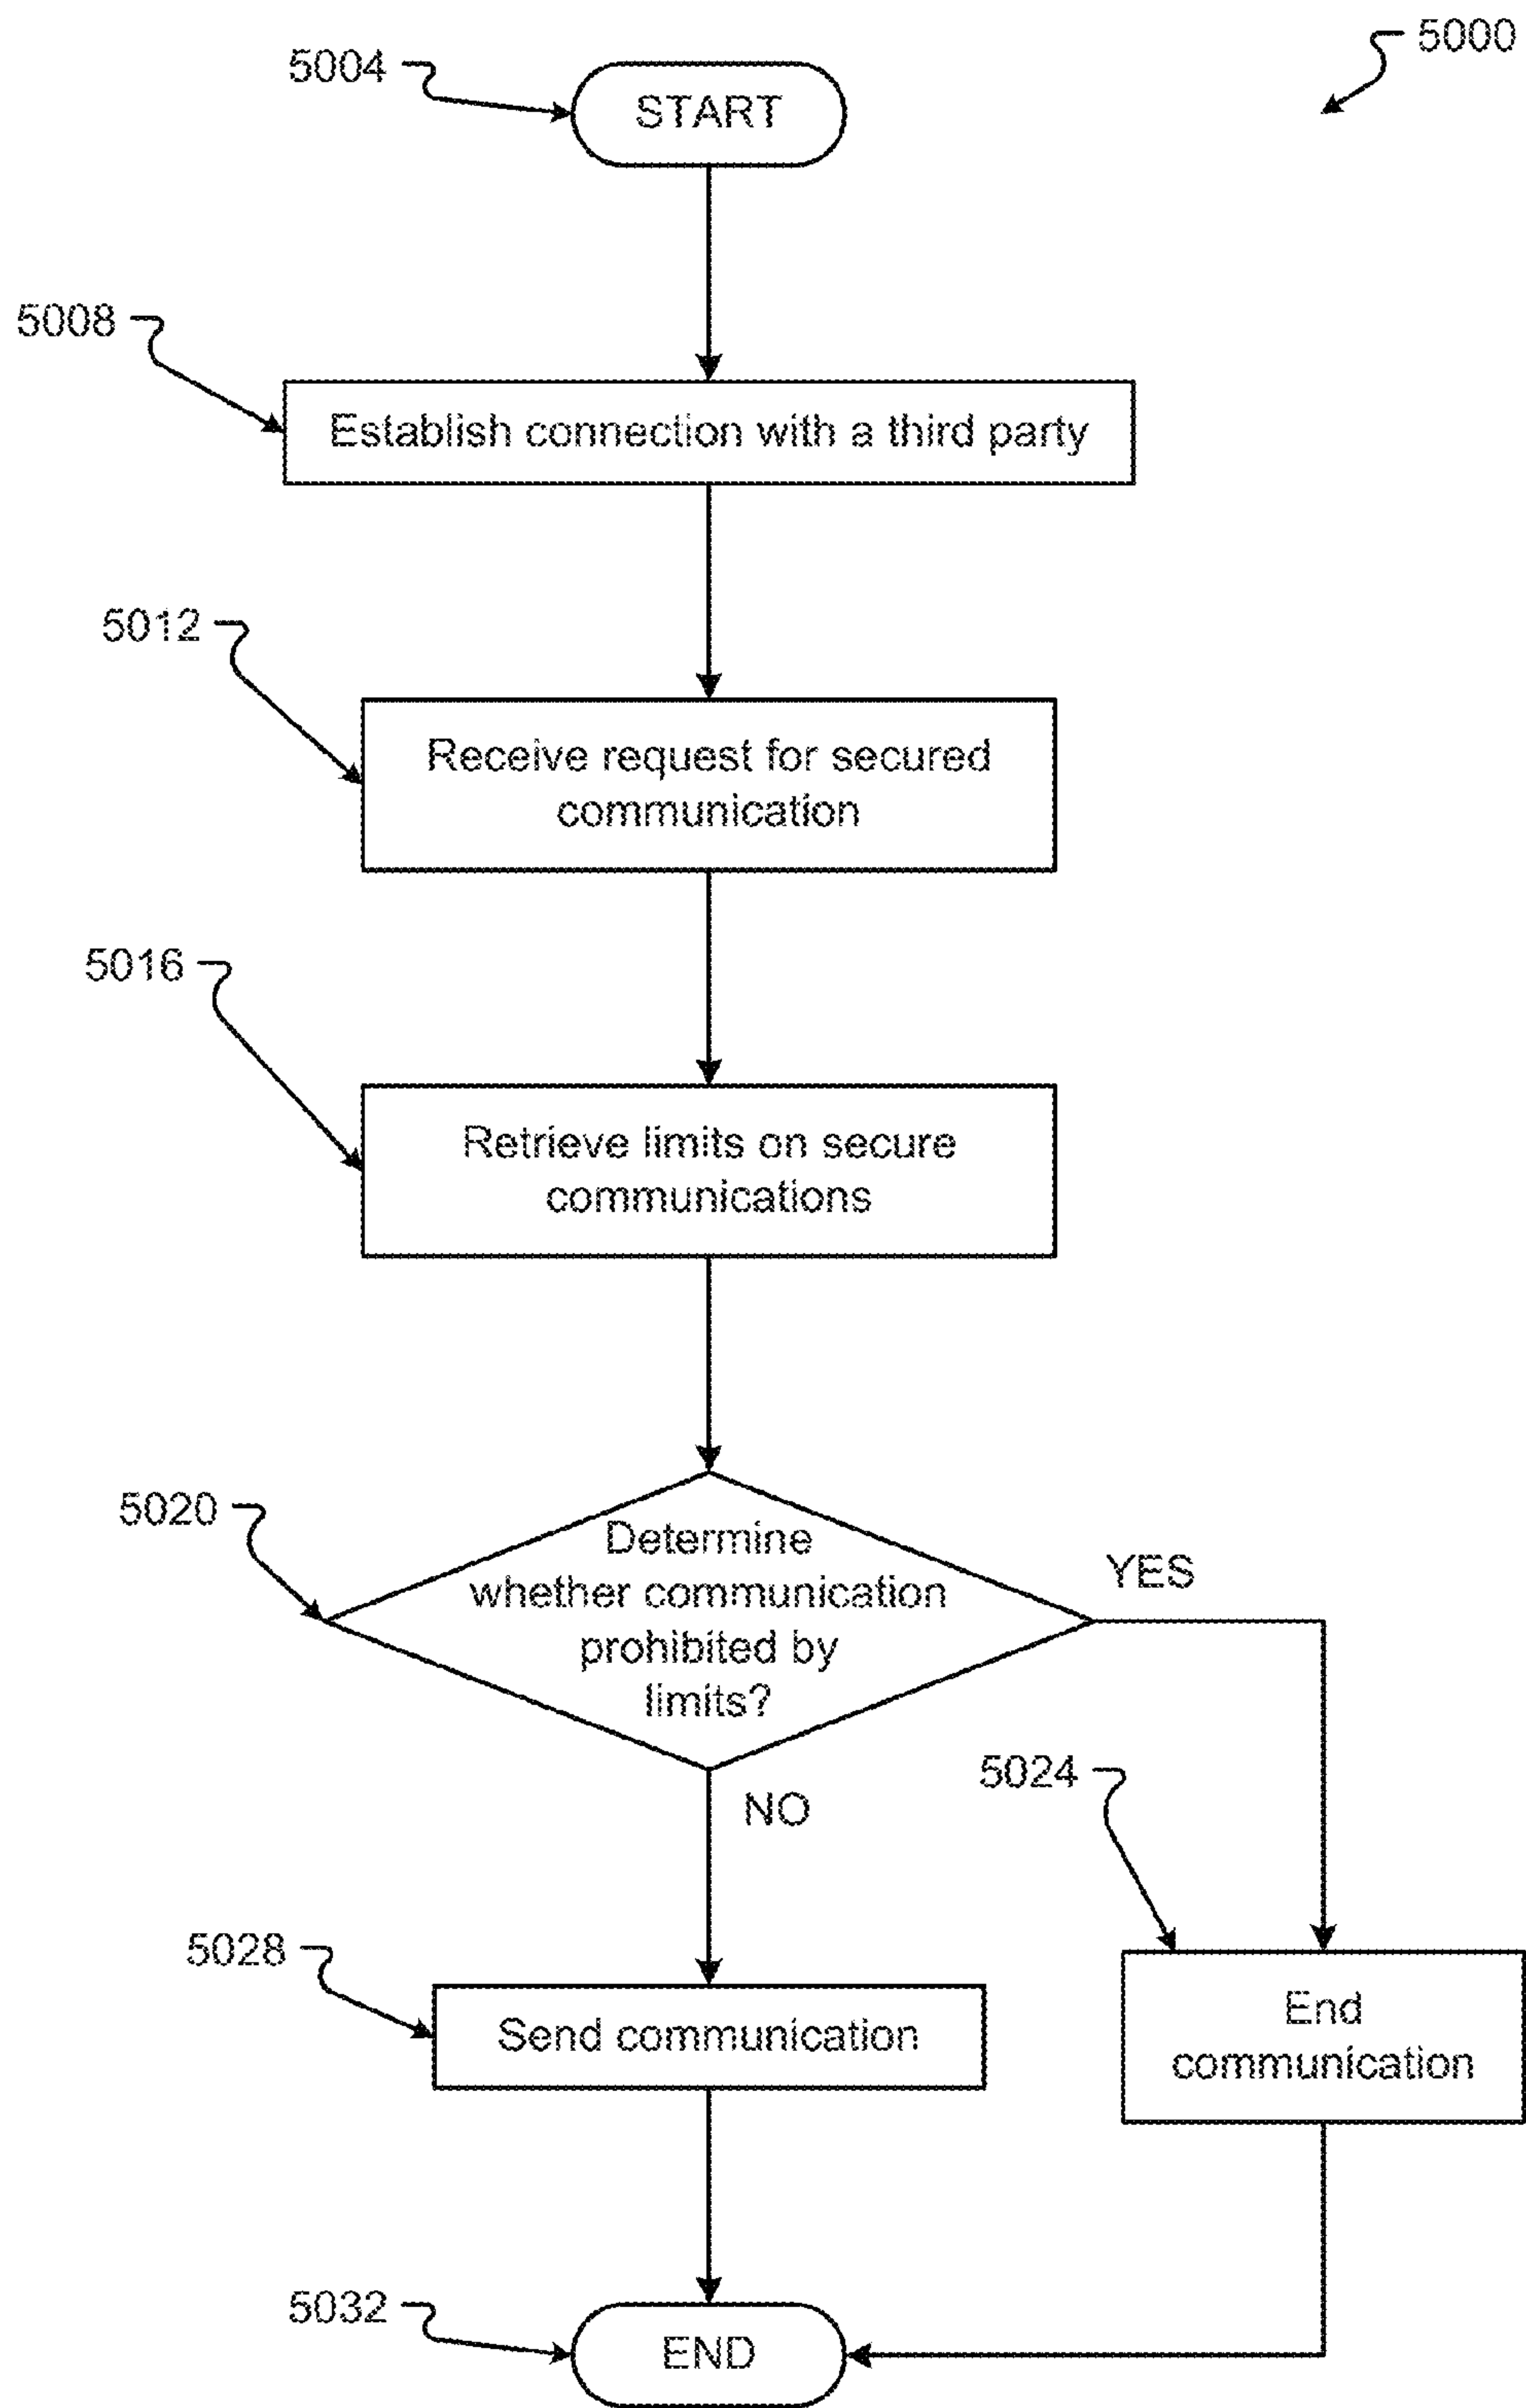 5000
5004
START
5008
Establish connection with a third party
5012
Receive request for secured
communication
5016
Retrieve limits on secure
communications
5020
Determine
whether communication
prohibited by
limits?
YES
NO
5024
End
communication
5028
Send communication
5032
END